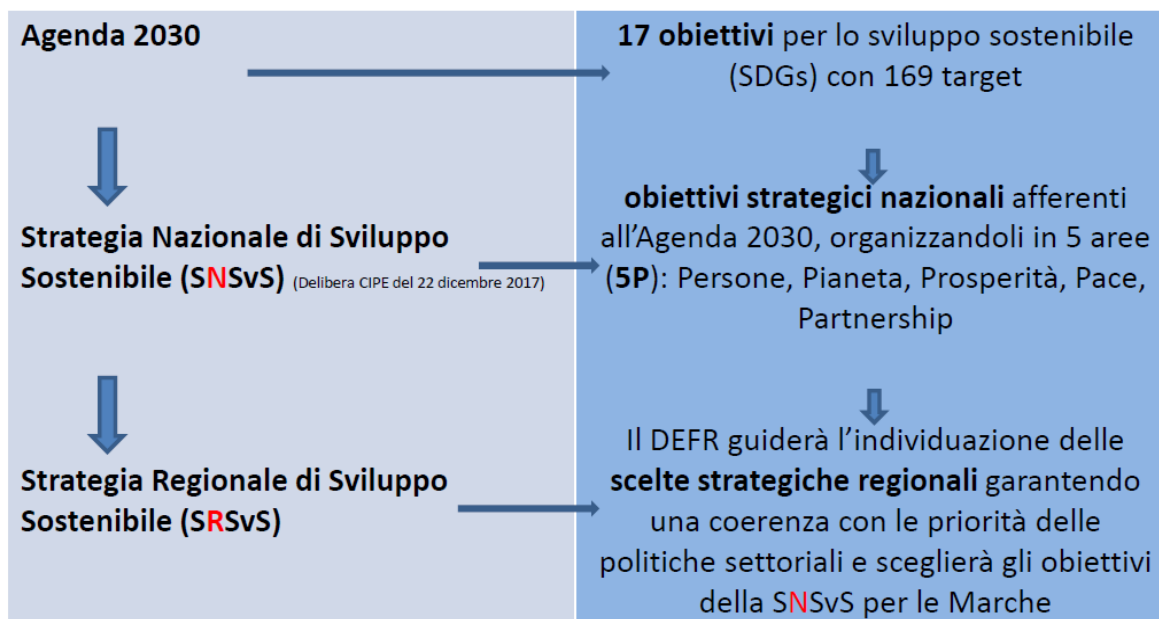 Agenda 2030
17 obiettivi per lo sviluppo sostenibile
(SDGs) con 169 target
Strategia Nazionale di Sviluppo
Sostenibile (SNSvS) (Delibera CIPE del 22 dicembre 2017)
obiettivi strategici nazionali afferenti
all’Agenda 2030, organizzandoli in 5 aree
(5P): Persone, Pianeta, Prosperità, Pace,
Partnership
Strategia Regionale di Sviluppo
Sostenibile (SRSvS)
Il DEFR guiderà l’individuazione delle
scelte strategiche regionali garantendo
una coerenza con le priorità delle
politiche settoriali e sceglierà gli obiettivi
della SNSvS per le Marche